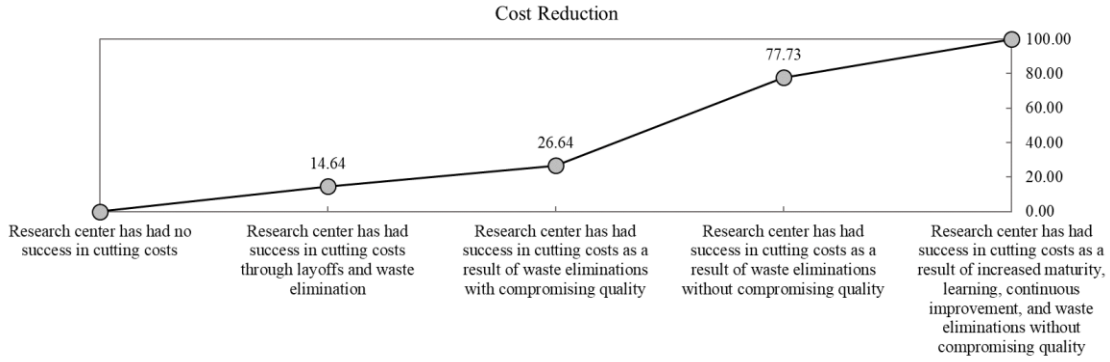 Cost Reduction
100.00
77.73
80.00
60.00
40.00
26.64
14.64
20.00
0.00
Research center has had no
success in cutting costs
Research center has had
success in cutting costs
through layoffs and waste
elimination
Research center has had
success in cutting costs as a
result of waste eliminations
with compromising quality
Research center has had
success in cutting costs as a
result of waste eliminations
without compromising quality
Research center has had
success in cutting costs as a
result of increased maturity,
learning, continuous
improvement, and waste
eliminations without
compromising quality